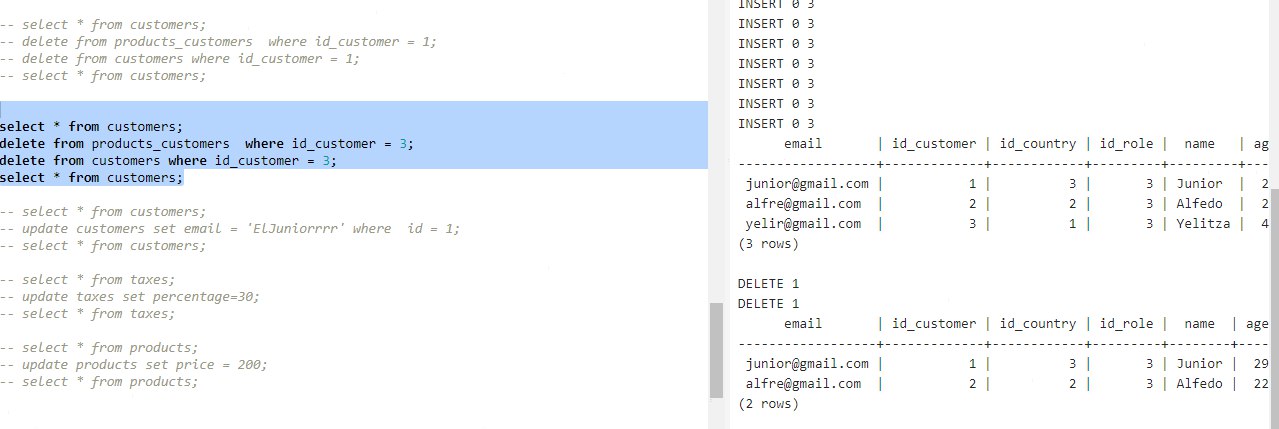 -- select * from customers;
-- delete from products_customers  where id_customer = 1;
-- delete from customers where id_customer = 1;
-- select * from customers;
select * from customers;
delete from products_customers  where id_customer = 3;
delete from customers where id_customer = 3;
select * from customers;
-- select * from customers;
-- update customers set email = 'ElJuniorrrr' where  id = 1;
-- select * from customers;
-- select * from taxes;
-- update taxes set percentage=30;
-- select * from taxes;
-- select * from products;
-- update products set price = 200;
-- select * from products;
INSERT 0 3
INSERT 0 3
INSERT 0 3
INSERT 0 3
INSERT 0 3
INSERT 0 3
INSERT 0 3
email | id_customer | id_country | id_role | name | ag
------------------+-------------+------------+---------+---------+---
junior@gmail.com | 1 | 3 | 3 | Junior | 2
alfre@gmail.com | 2 | 2 | 3 | Alfedo | 2
yelir@gmail.com | 3 | 1 | 3 | Yelitza | 4
(3 rows)
DELETE 1
DELETE 1
email | id_customer | id_country | id_role | name | age
------------------+-------------+------------+---------+--------+----
junior@gmail.com | 1 | 3 | 3 | Junior | 29
alfre@gmail.com | 2 | 2 | 3 | Alfedo | 22
(2 rows)